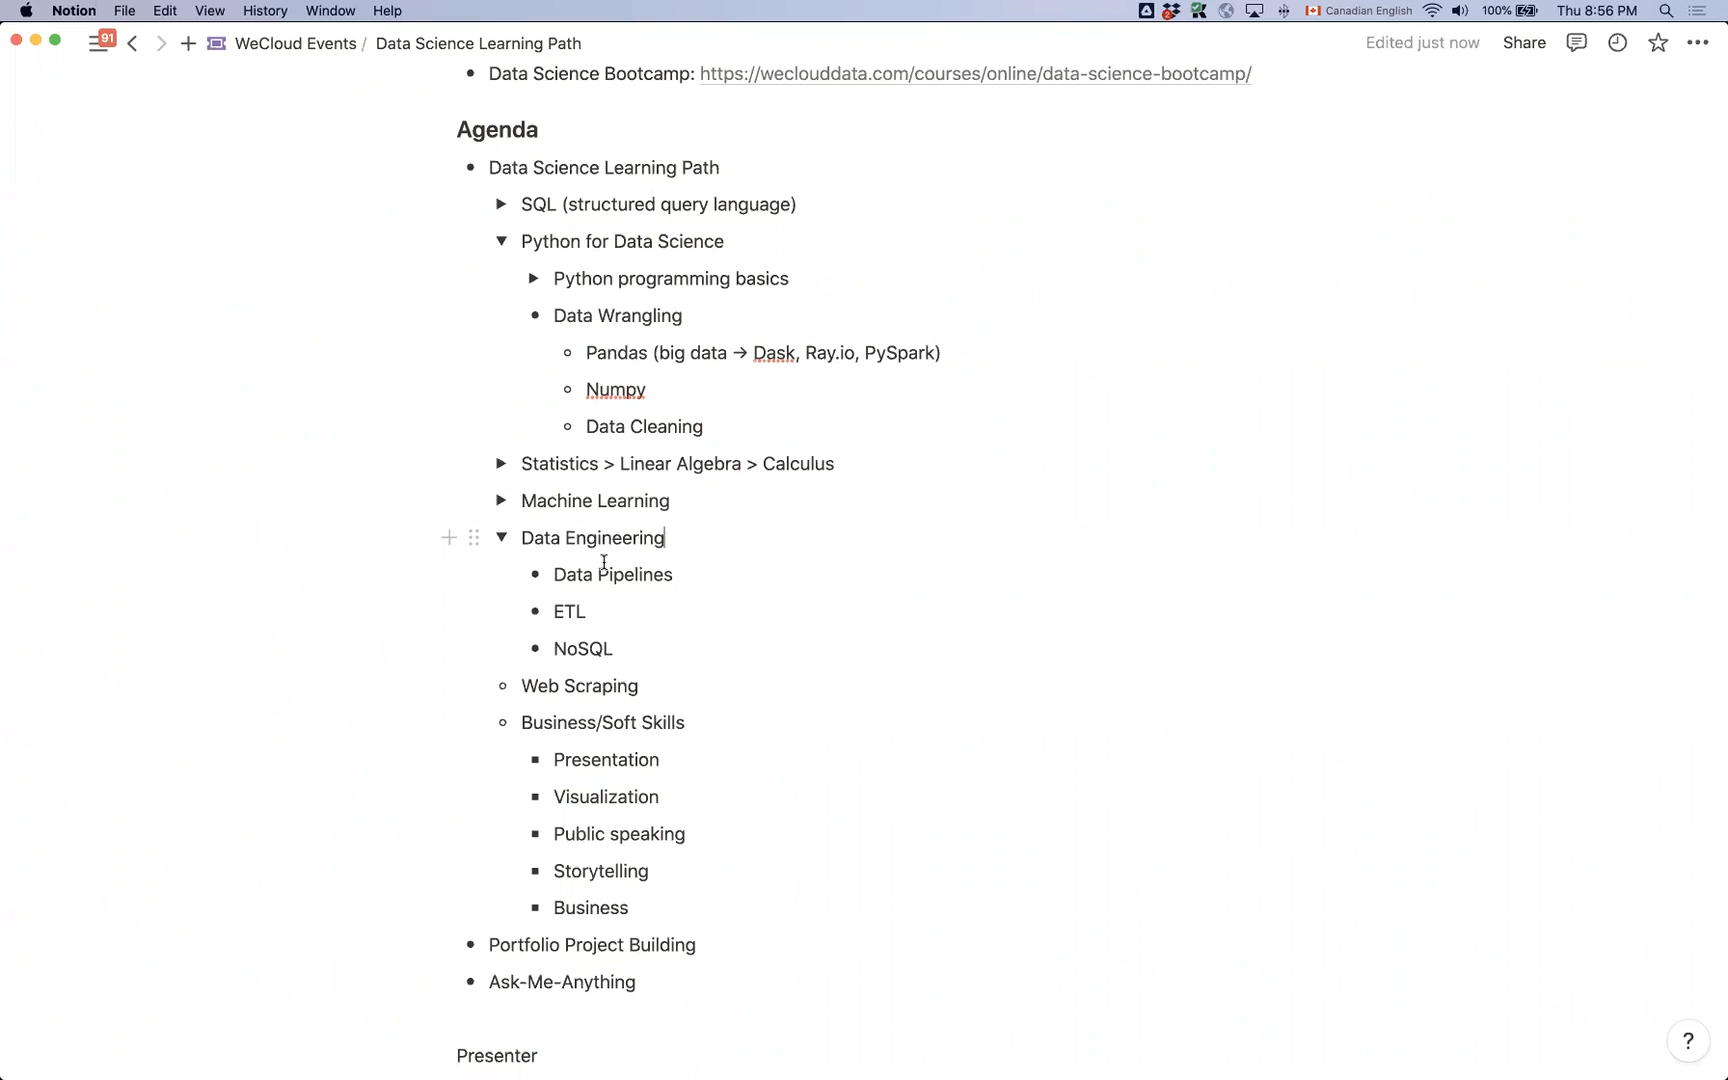 Notion File Edit View History Window Help
2 Canadian English 100% Thu 8:56 PM
91 WeCloud Events / Data Science Learning Path
Edited just now Share
Data Science Bootcamp: https://weclouddata.com/courses/online/data-science-bootcamp/
Agenda
Data Science Learning Path
SQL (structured query language)
Python for Data Science
Python programming basics
Data Wrangling
Pandas (big data → Dask, Ray.io, PySpark)
Numpy
Data Cleaning
Statistics > Linear Algebra > Calculus
Machine Learning
Data Engineering
Data Pipelines
ETL
NoSQL
Web Scraping
Business/Soft Skills
Presentation
Visualization
Public speaking
Storytelling
Business
Portfolio Project Building
Ask-Me-Anything
Presenter
?